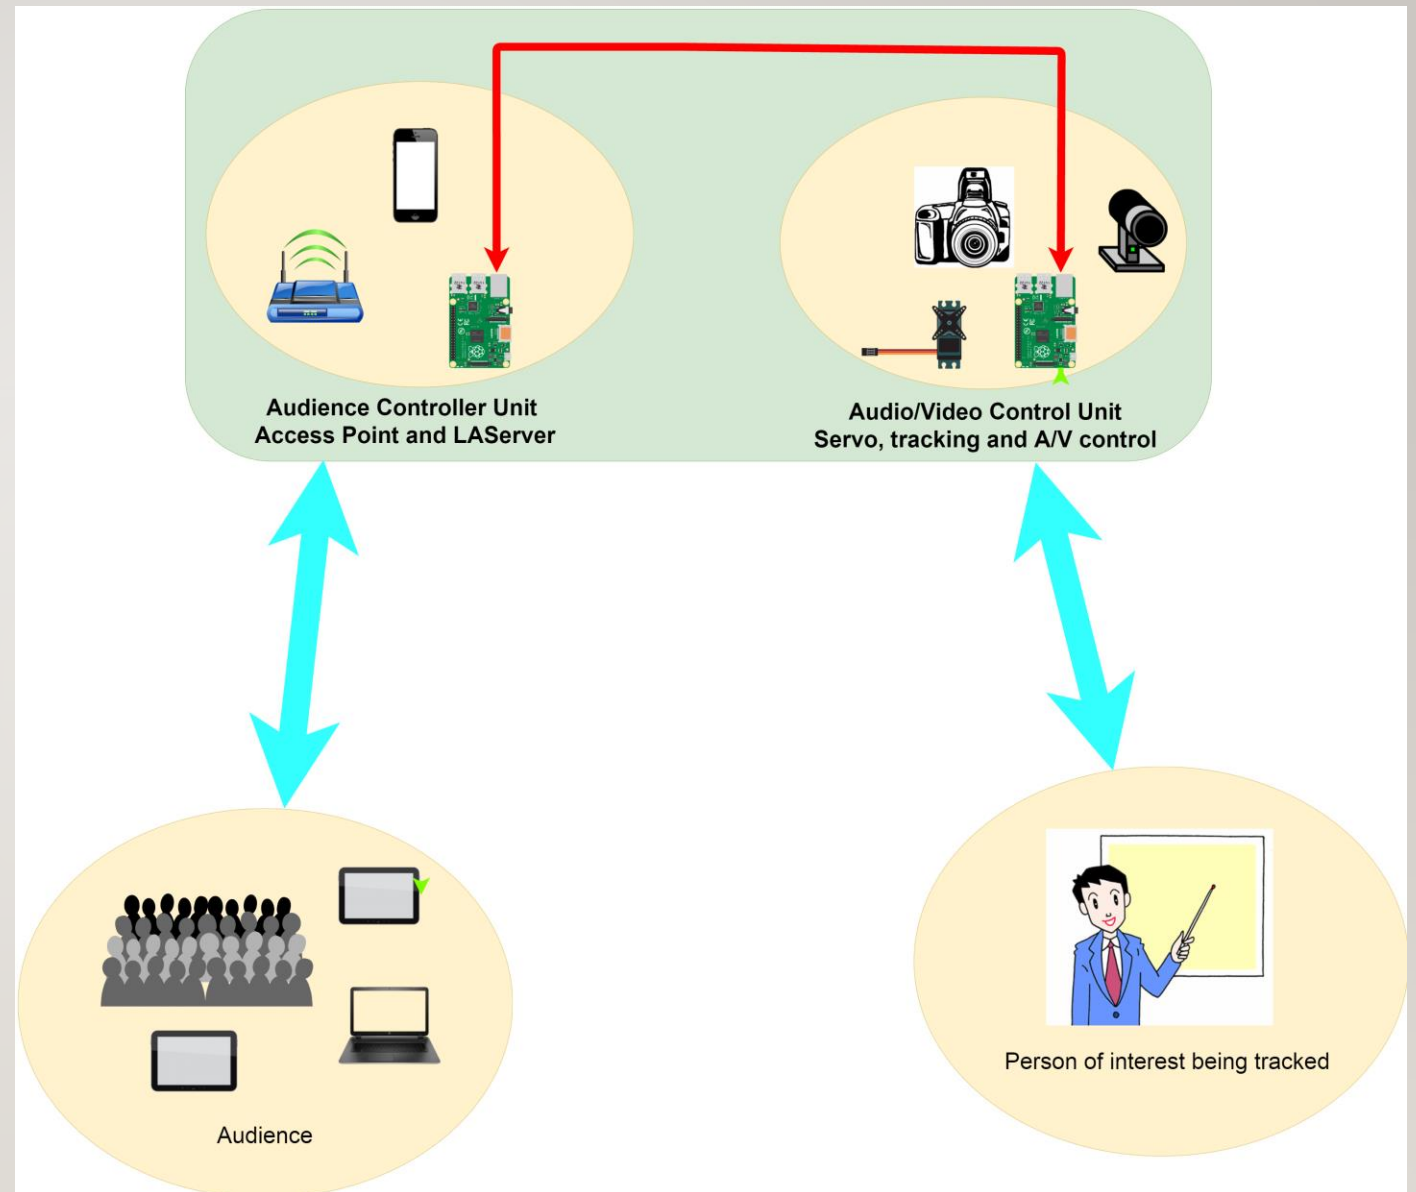 Audience Controller Unit
Access Point and LAServer
Audio/Video Control Unit
Servo, tracking and A/V control
Person of interest being tracked
Audience